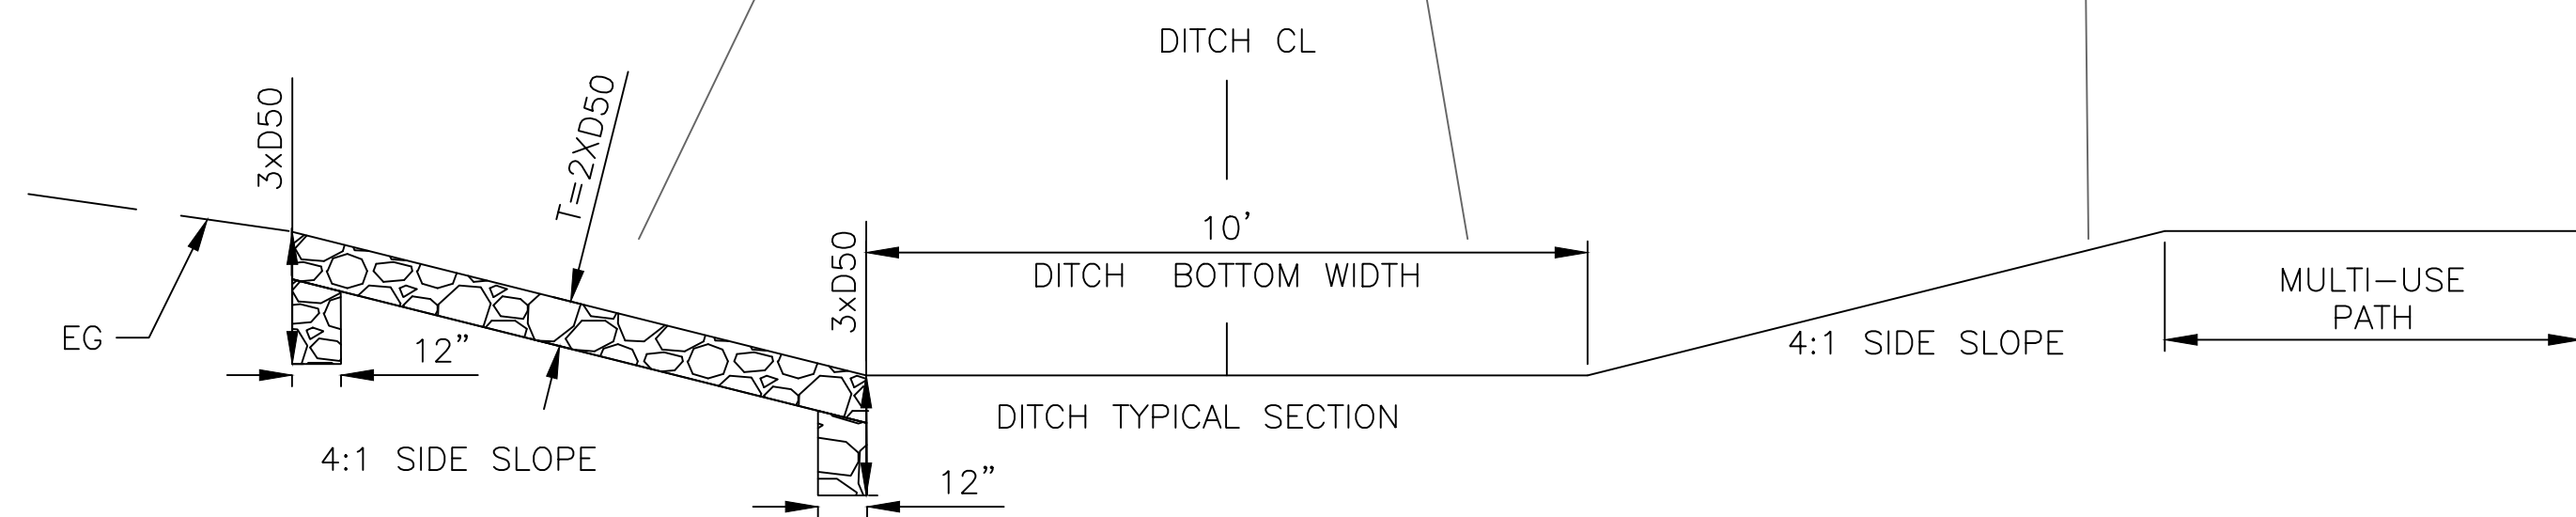 DITCH CL
3xD50
T=2XD50
3xD50
10’
DITCH BOTTOM WIDTH
MULTI-USE
PATH
EG
12”
4:1 SIDE SLOPE
DITCH TYPICAL SECTION
4:1 SIDE SLOPE
12”